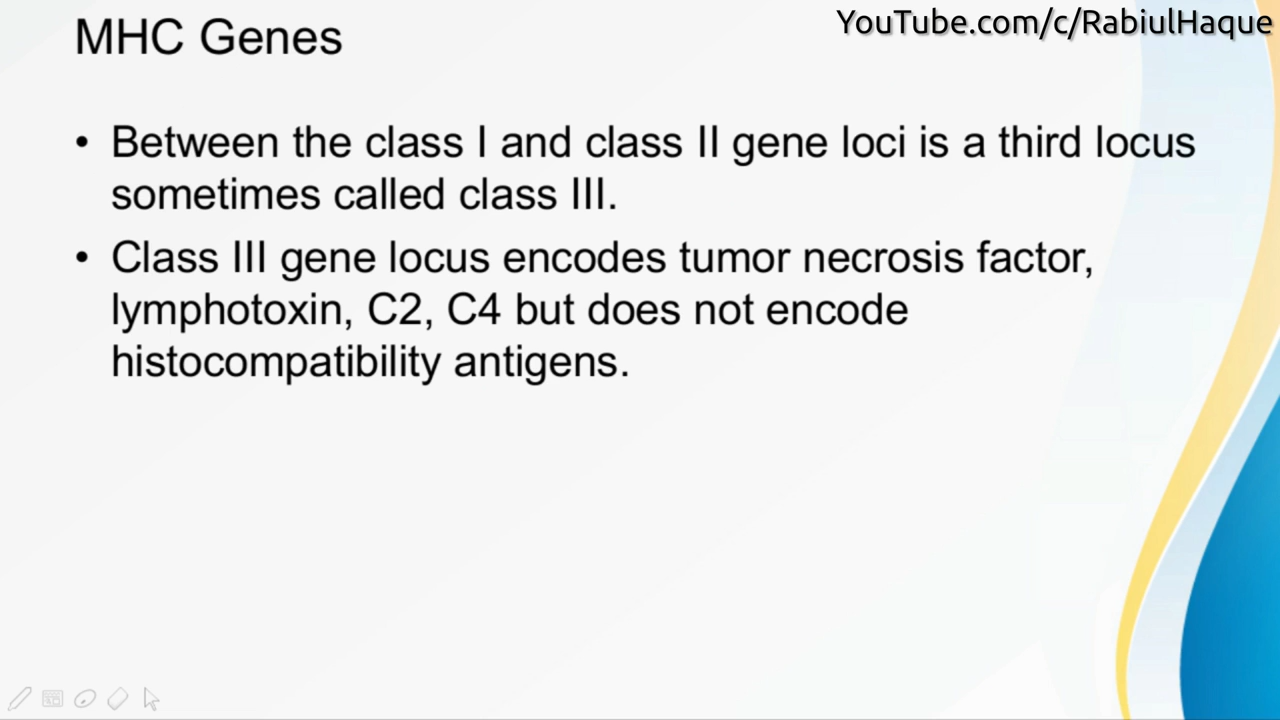 MHC Genes
YouTube.com/c/RabiulHaque
• Between the class I and class II gene loci is a third locus
sometimes called class III.
• Class III gene locus encodes tumor necrosis factor,
lymphotoxin, C2, C4 but does not encode
histocompatibility antigens.